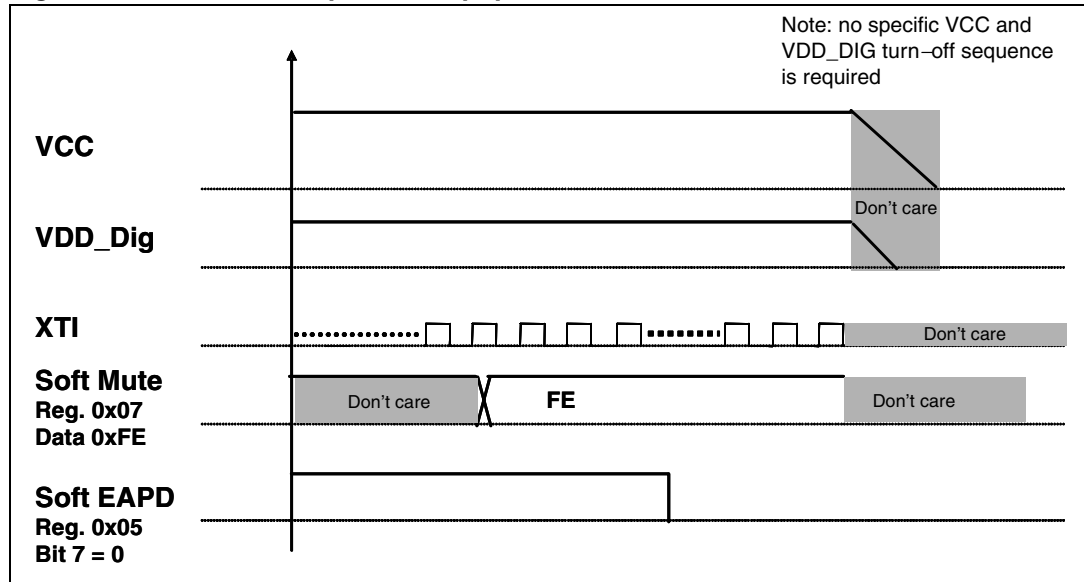 Note: no specific VCC and
VDD_DIG turn–off sequence
is required
VCC
Don't care
VDD_Dig
XTI
Don't care
Soft Mute
Reg. 0x07
Data 0xFE
Don't care
FE
Don't care
Soft EAPD
Reg. 0x05
Bit 7 = 0